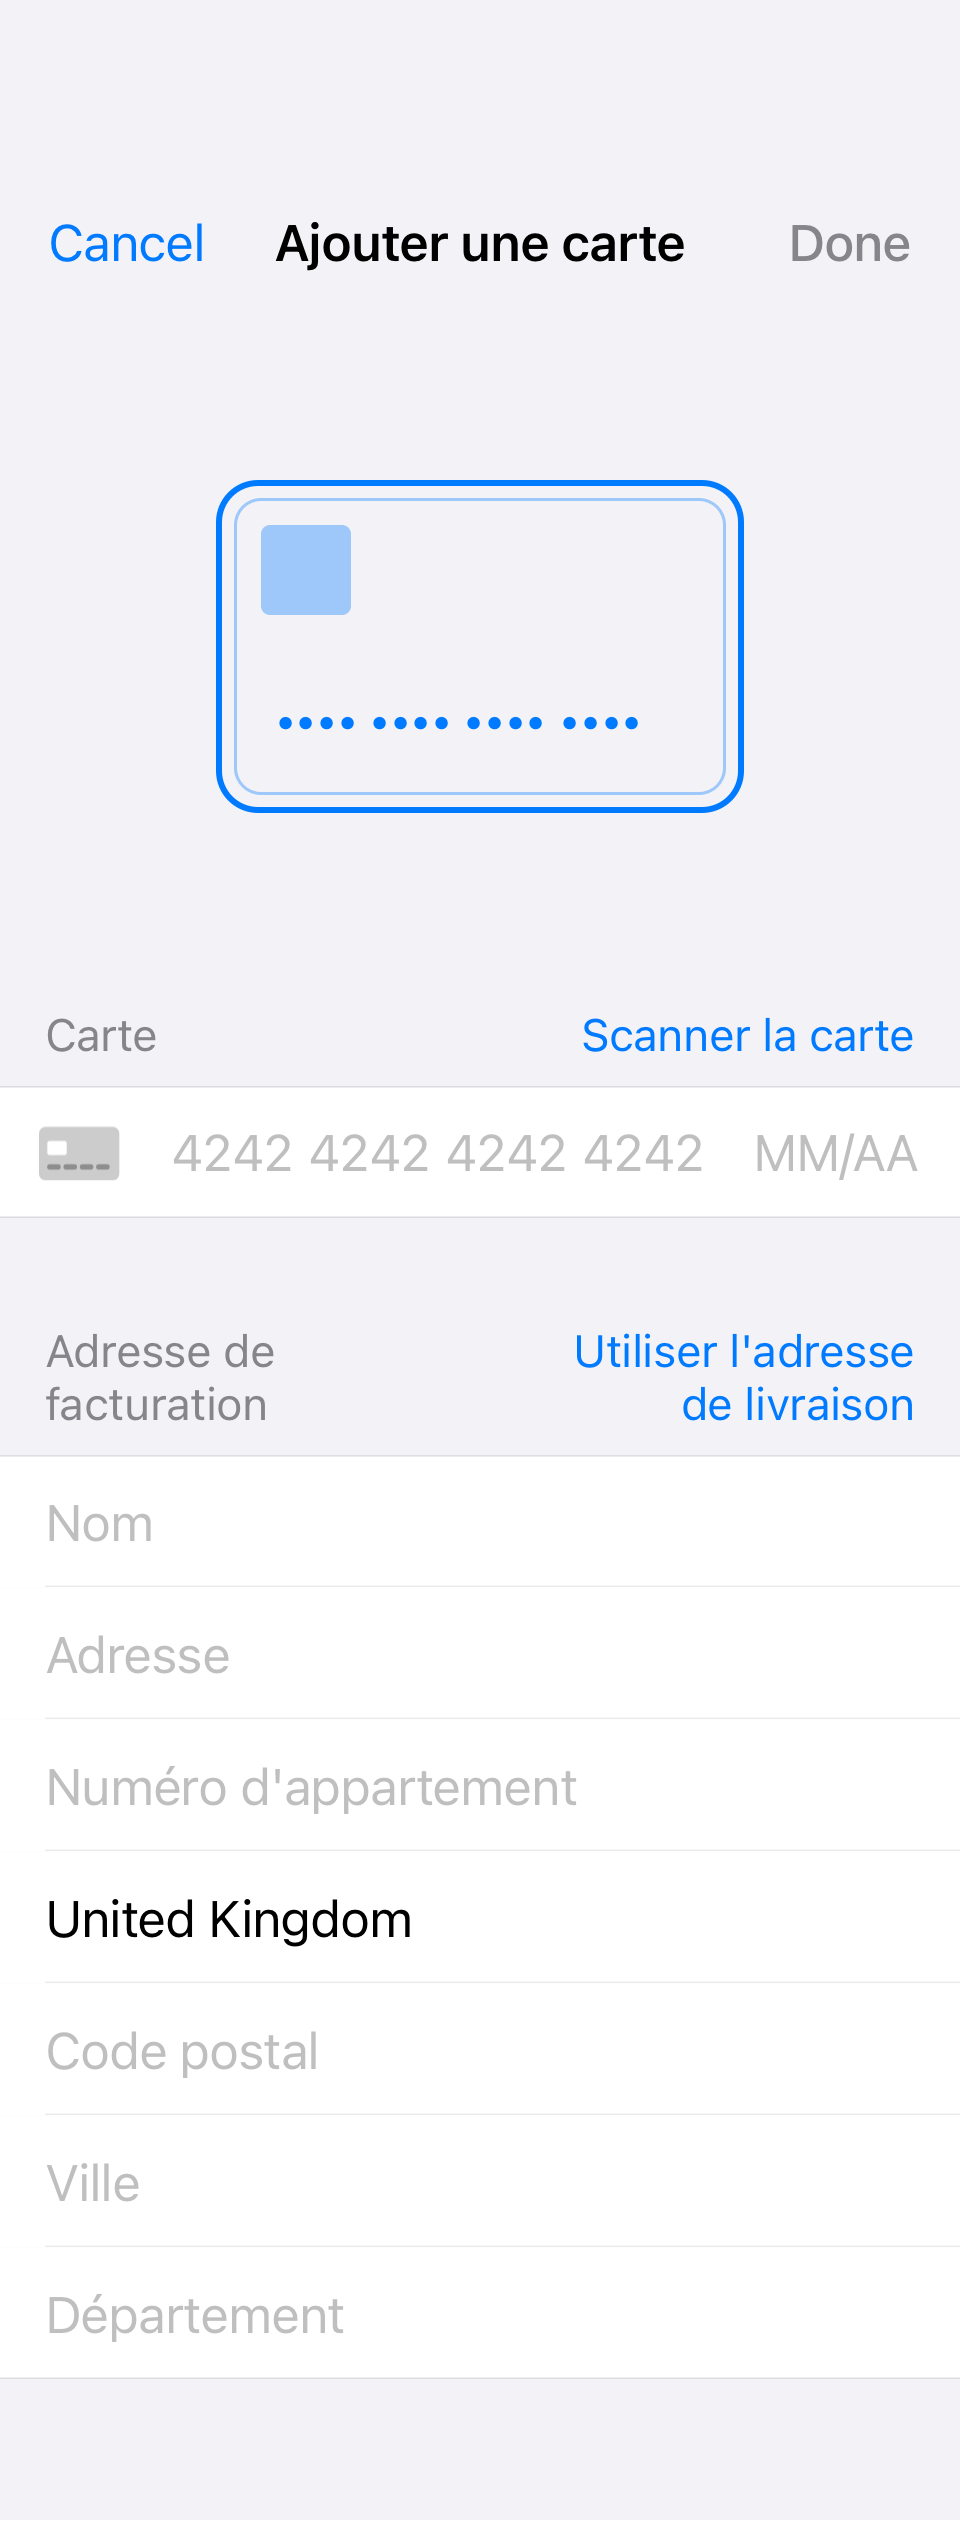 Cancel Ajouter une carte Done
•••• •••• •••• ••••
Carte Scanner la carte
4242 4242 4242 4242 MM/AA
Adresse de facturation
Utiliser l'adresse de livraison
Nom
Adresse
Numéro d'appartement
United Kingdom
Code postal
Ville
Département